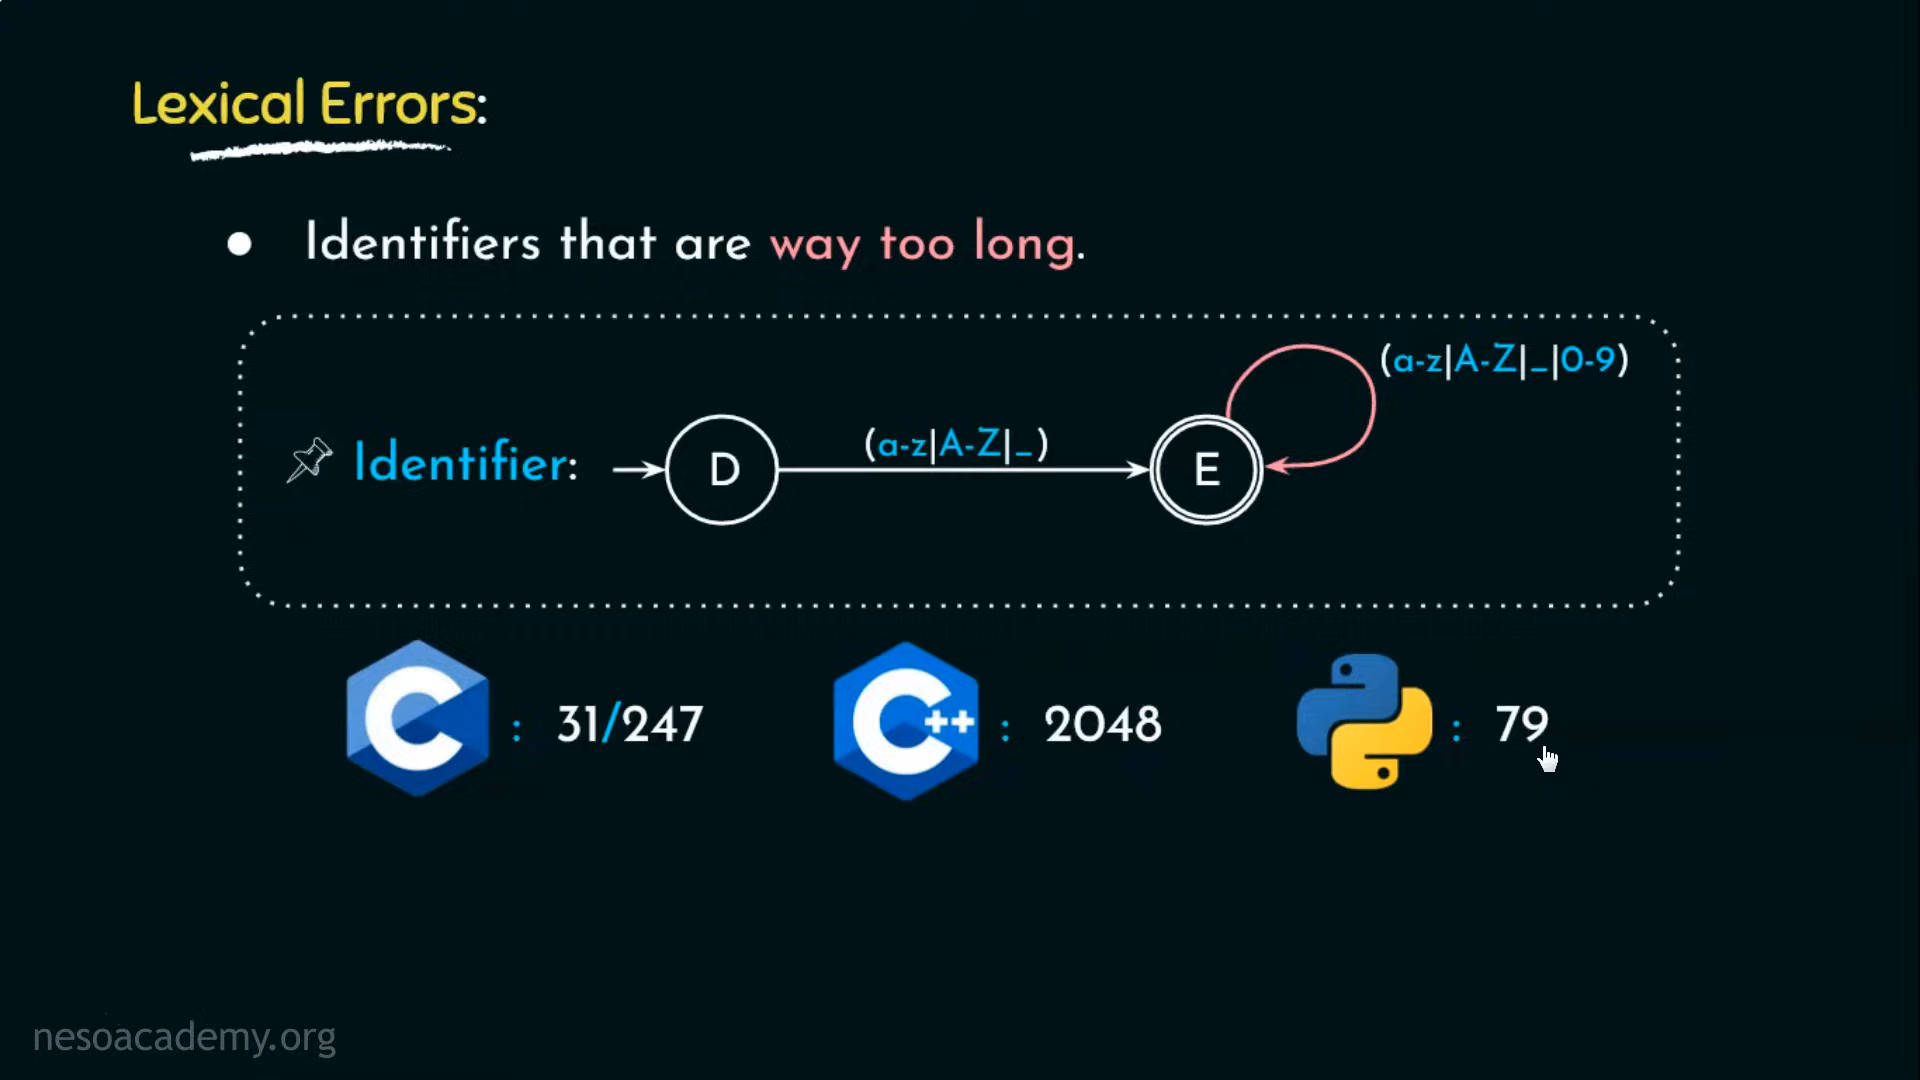 Lexical Errors:
● Identifiers that are way too long.
(a-z|A-Z|_|0-9)
Identifier: D (a-z|A-Z|_) E
C : 31/247 C++ : 2048 : 79
nesoacademy.org